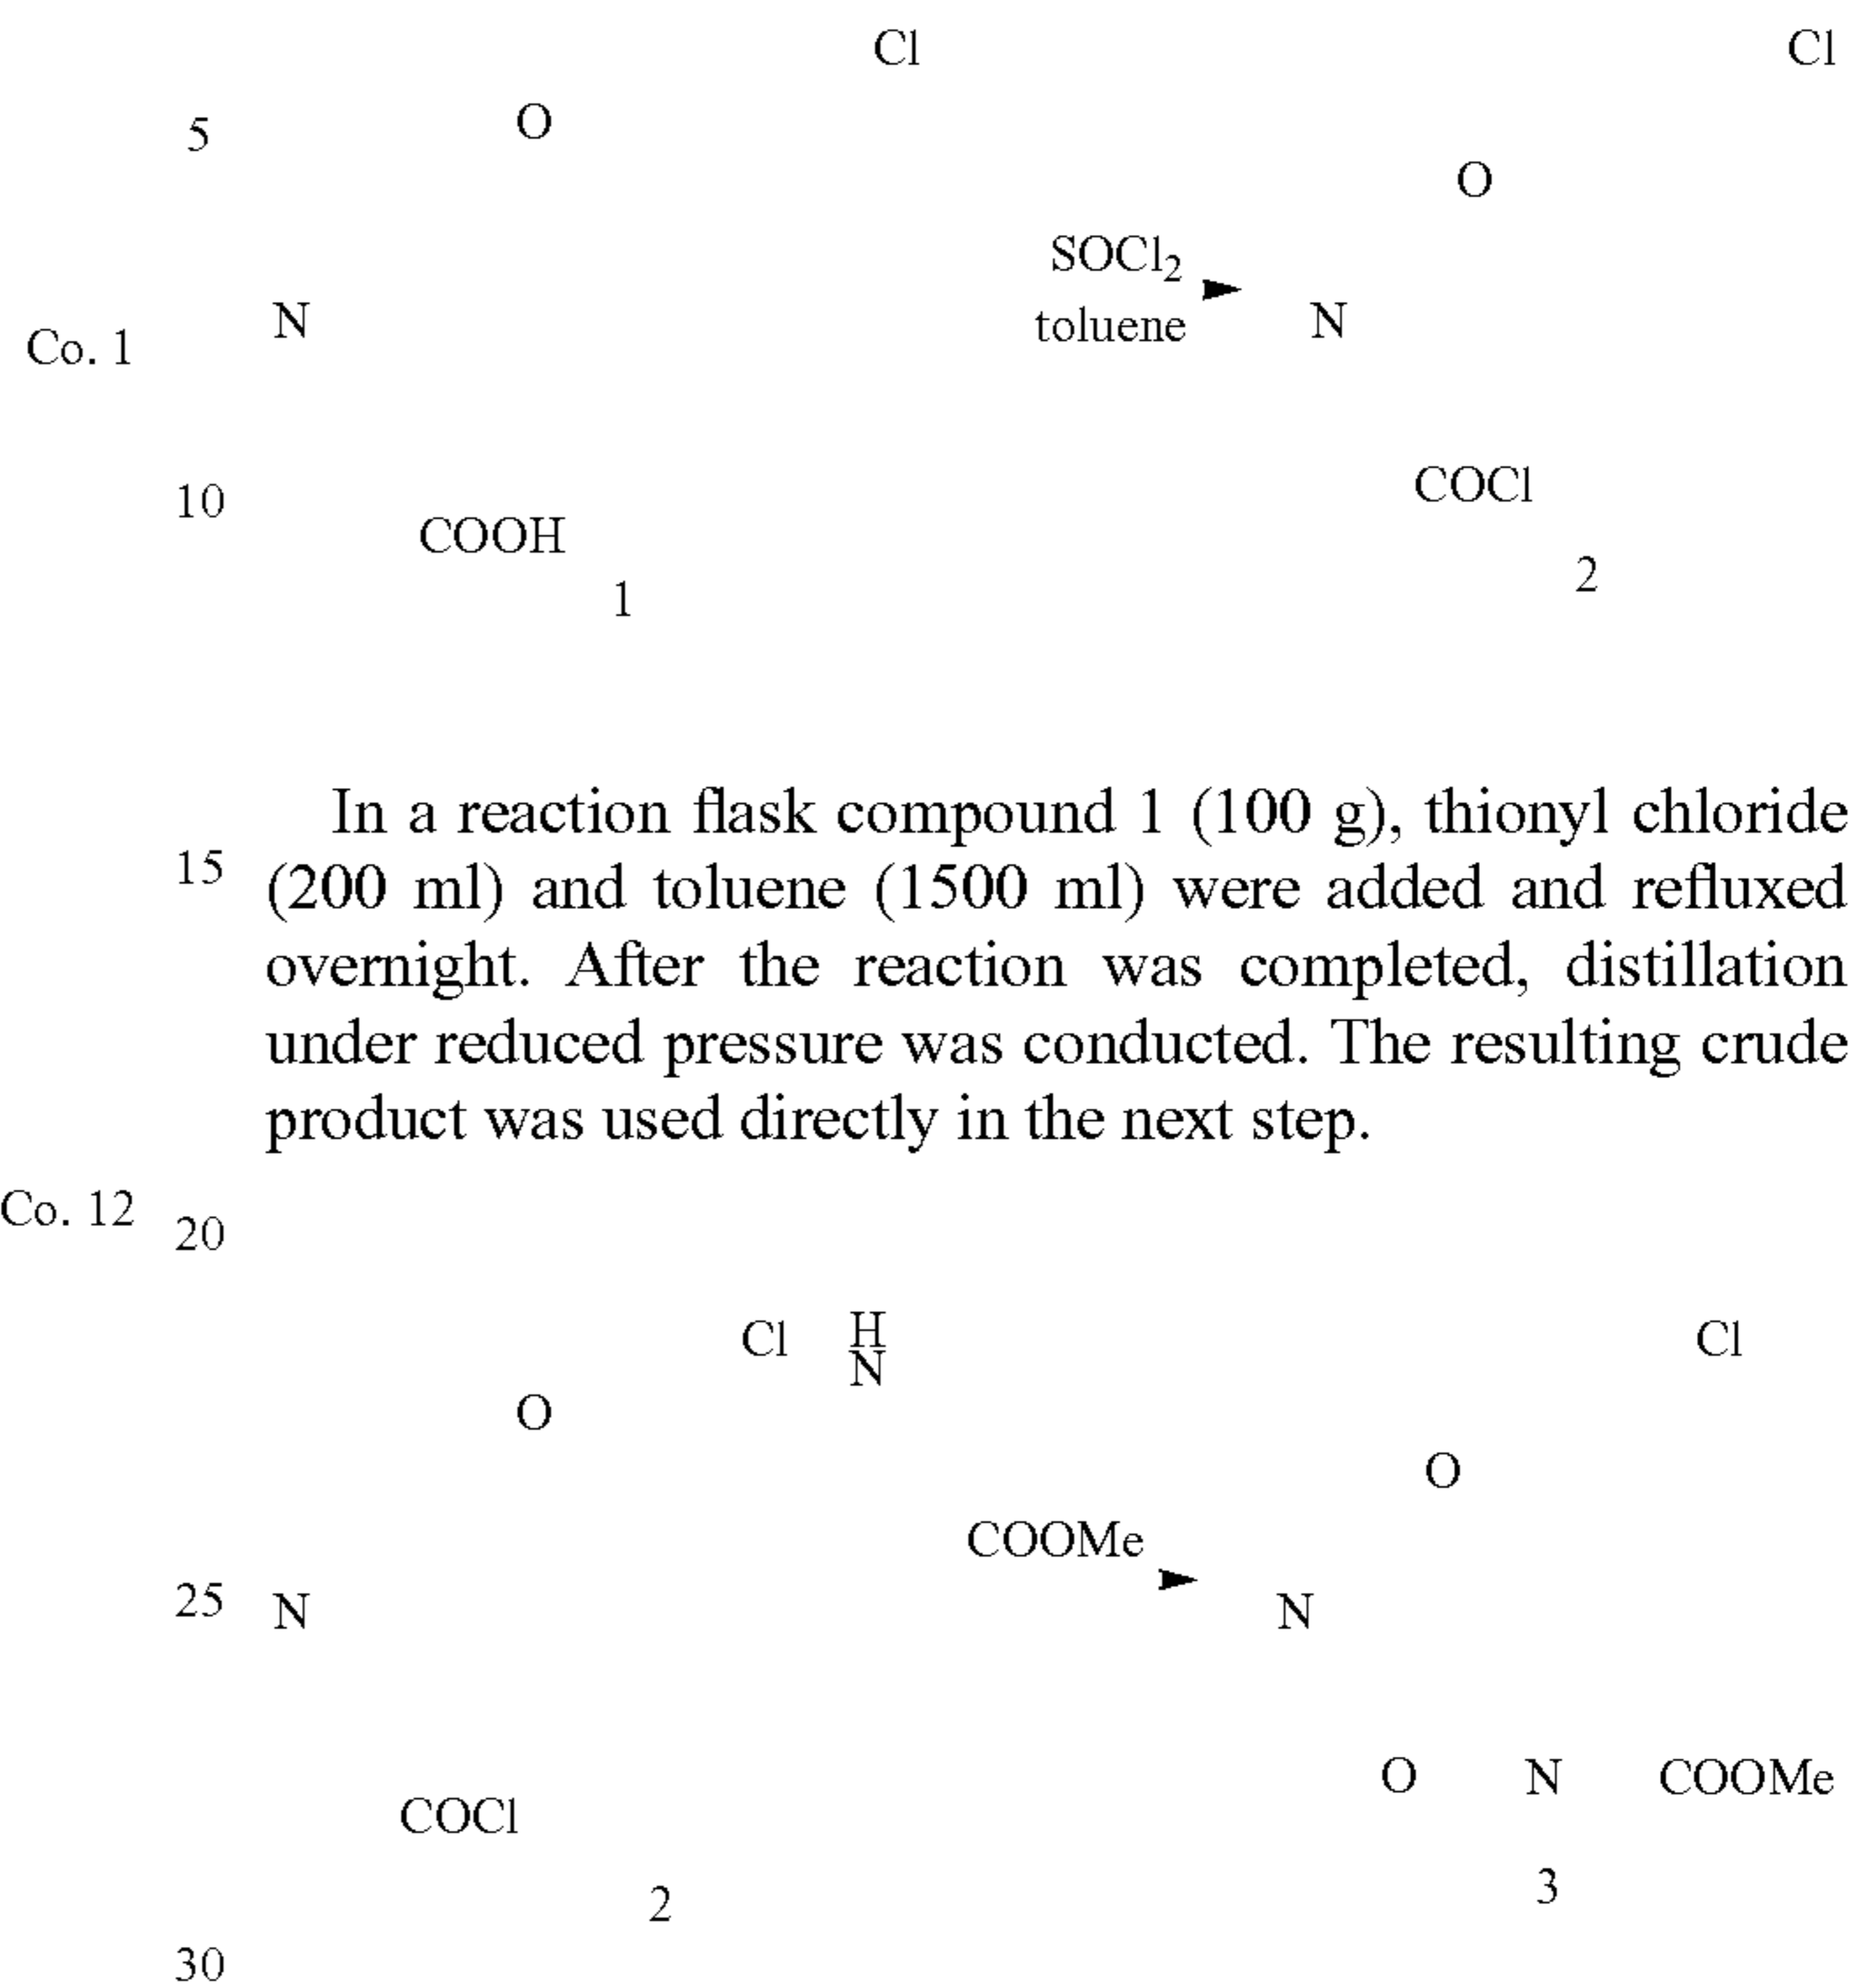 Cl Cl
5 O
O
SOCl2
N toluene N
Co. 1
COCl
10
COOH
2
1
In a reaction flask compound 1 (100 g), thionyl chloride
15 (200 ml) and toluene (1500 ml) were added and refluxed
overnight. After the reaction was completed, distillation
under reduced pressure was conducted. The resulting crude
product was used directly in the next step.
Co. 12 20
Cl H Cl
N
O
O
COOMe
25 N N
O N COOMe
COCl
3
2
30